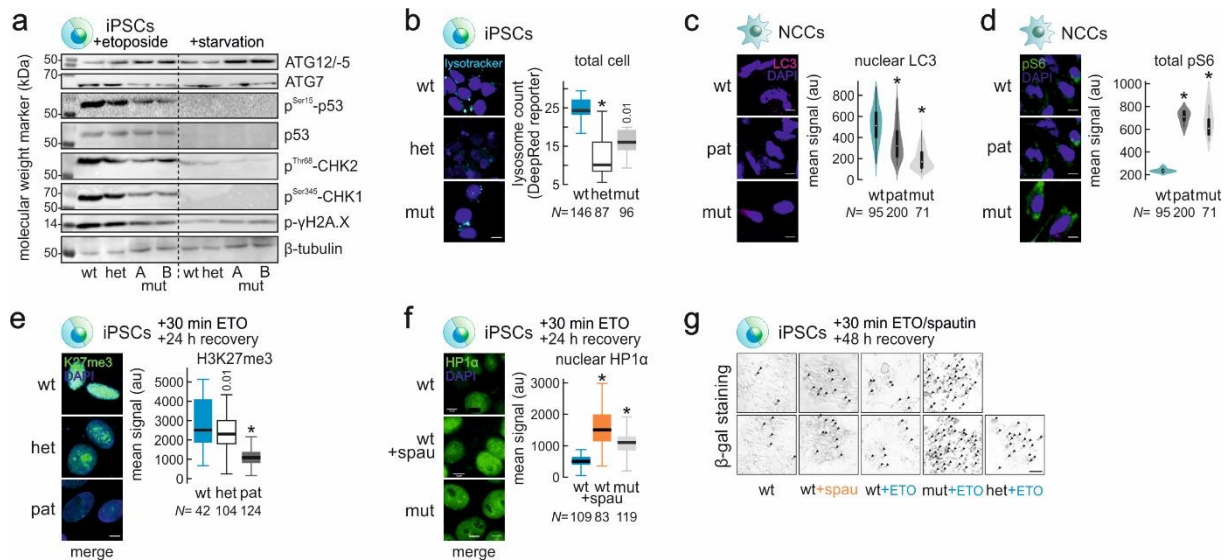 a
iPSCs
+etoposide +starvation
molecular weight marker (kDa)
50 ATG12/-5
70
ATG7
50 pSer15-p53
50 p53
50 pThr68-CHK2
50 pSer345-CHK1
14 p-γH2A.X
50 β-tubulin
wt het A B wt het A B
mut mut
b
iPSCs
lysotracker
wt
het
mut
total cell
lysosome count
(DeepRed reporter)
25
15
5
*
0.01
wt het mut
N= 146 87 96
c
NCCs
LC3
DAPI
wt
pat
mut
nuclear LC3
mean signal (au)
1000
800
600
400
200
0
*
*
wt pat mut
N= 95 200 71
d
NCCs
pS6
DAPI
wt
pat
mut
total pS6
mean signal (au)
1000
800
600
400
200
*
*
wt pat mut
N= 95 200 71
e
iPSCs
+30 min ETO
+24 h recovery
K27me3
DAPI
wt
het
pat
merge
H3K27me3
mean signal (au)
5000
4000
3000
2000
1000
0
0.01
*
wt het pat
N= 42 104 124
f
iPSCs
+30 min ETO
+24 h recovery
HP1α
wt
wt
+spau
mut
merge
nuclear HP1α
mean signal (au)
3000
2000
1000
0
*
*
wt wt mut
+spau
N=109 83 119
g
iPSCs
+30 min ETO/spautin
+48 h recovery
β-gal staining
wt wt+spau wt+ETO mut+ETO het+ETO